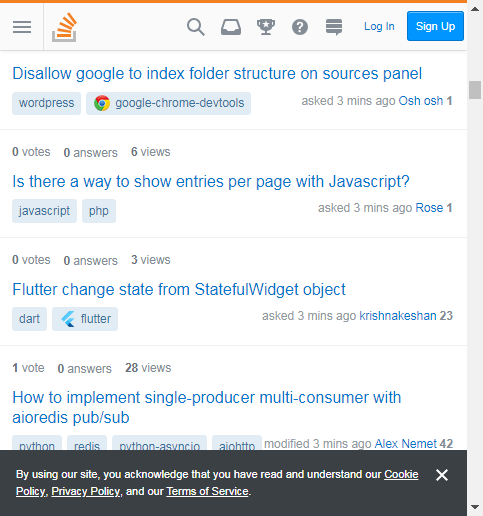 Log In Sign Up
Disallow google to index folder structure on sources panel
wordpress google-chrome-devtools asked 3 mins ago Osh osh 1
0 votes 0 answers 6 views
Is there a way to show entries per page with Javascript?
javascript php asked 3 mins ago Rose 1
0 votes 0 answers 3 views
Flutter change state from StatefulWidget object
dart flutter asked 3 mins ago krishnakeshan 23
1 vote 0 answers 28 views
How to implement single-producer multi-consumer with
aioredis pub/sub
python redis python-asyncio aiohttp modified 3 mins ago Alex Nemet 42
By using our site, you acknowledge that you have read and understand our Cookie
Policy, Privacy Policy, and our Terms of Service.